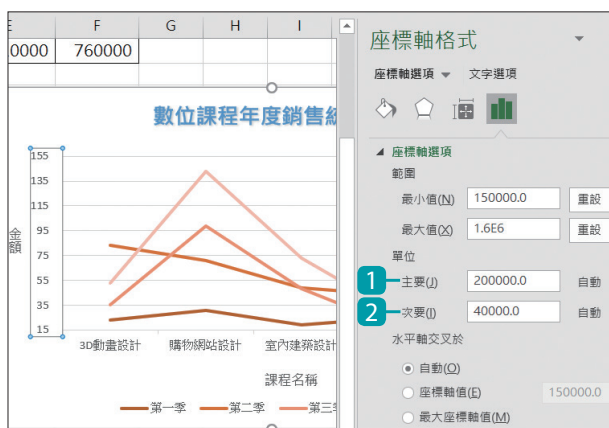 E F G H I
0000 760000
數位課程年度銷售
155
135
115
95
75
55
35
15
金額
3D動畫設計 購物網站設計 室內建築設計
課程名稱
第一季 第二季 第三
座標軸格式
座標軸選項 文字選項
座標軸選項
範圍
最小值(N) 150000.0 重設
最大值(X) 1.6E6 重設
單位
1 主要(J) 200000.0 自動
2 次要(I) 40000.0 自動
水平軸交叉於
自動(O)
座標軸值(E) 150000.0
最大座標軸值(M)